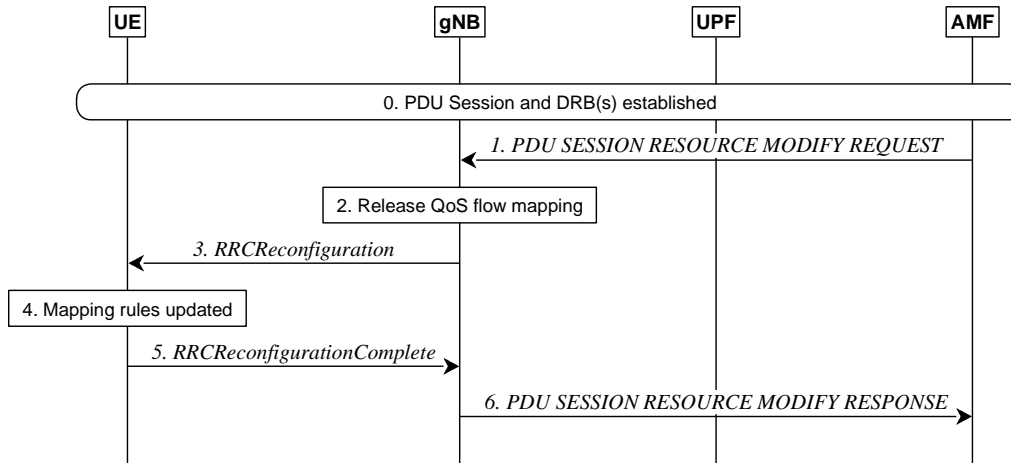 UE gNB UPF AMF
0. PDU Session and DRB(s) established
1. PDU SESSION RESOURCE MODIFY REQUEST
2. Release QoS flow mapping
3. RRCReconfiguration
4. Mapping rules updated
5. RRCReconfigurationComplete
6. PDU SESSION RESOURCE MODIFY RESPONSE